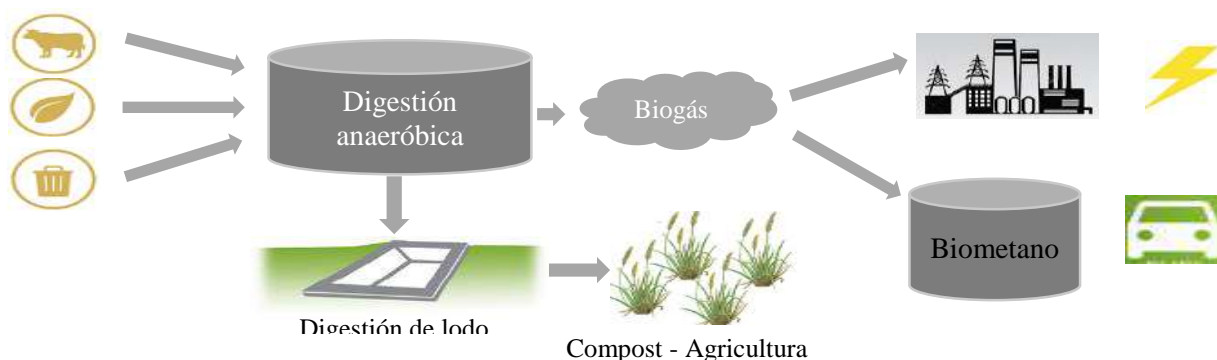 Digestión
anaeróbica
Biogás
Biometano
Digestión de lodo
Compost - Agricultura